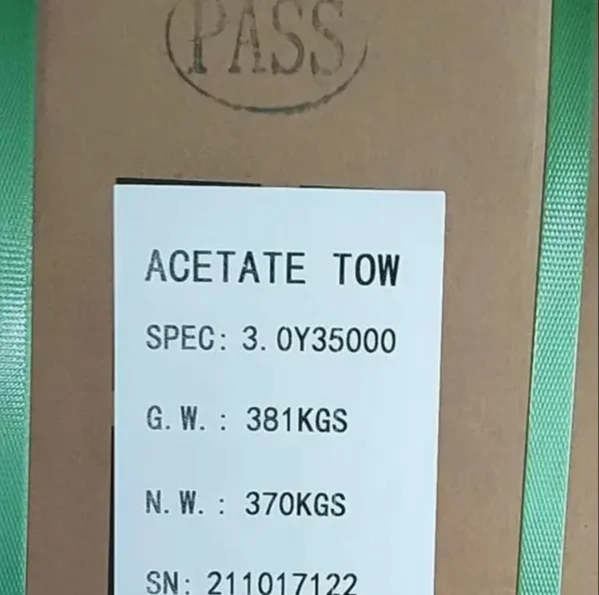 PASS
ACETATE TOW
SPEC: 3.0Y35000
G.W.: 381KGS
N.W.: 370KGS
SN: 211017122